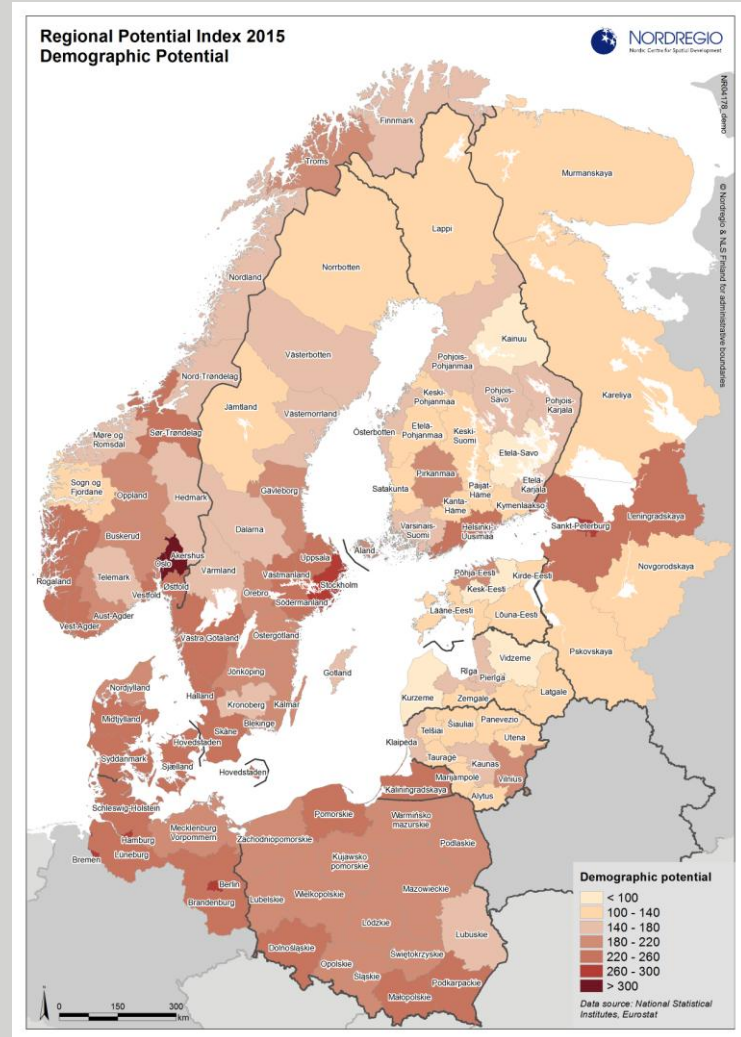 Regional Potential Index 2015
Demographic Potential
NORDREGIO
Nordic Centre for Spatial Development
NR04178_demo
© Nordregio & NLS Finland for administrative boundaries
Finnmark
Troms
Murmanskaya
Lappi
Norrbotten
Nordland
Kainuu
Västerbotten
Pohjois-
Pohjanmaa
Nord-Trøndelag
Pohjois-
Savo
Pohjois-
Karjala
Kareliya
Jämtland
Keski-
Pohjanmaa
Västernorrland
Österbotten
Etelä-
Pohjanmaa
Keski-
Suomi
Møre og
Romsdal
Sør-Trøndelag
Etelä-Savo
Pirkanmaa
Sogn og
Fjordane
Oppland
Hedmark
Gävleborg
Satakunta
Kanta-
Häme
Päijät-
Häme
Etelä-
Karjala
Kymenlaakso
Leningradskaya
Dalarna
Varsinais-
Suomi
Helsinki-
Uusimaa
Sankt-Peterburg
Buskerud
Akershus
Oslo
Uppsala
Åland
Telemark
Värmland
Västmanland
Stockholm
Põhja-Eesti
Kirde-Eesti
Kesk-Eesti
Novgorodskaya
Rogaland
Østfold
Vestfold
Örebro
Södermanland
Lääne-Eesti
Lõuna-Eesti
Aust-Agder
Vest-Agder
Västra Götaland
Östergötland
Pskovskaya
Jönköping
Gotland
Vidzeme
Rīga
Pierīga
Nordjylland
Halland
Kronoberg
Kalmar
Kurzeme
Zemgale
Latgale
Midtjylland
Blekinge
Skåne
Telšiai
Šiauliai
Panevezio
Utena
Klaipeda
Hovedstaden
Syddanmark
Sjælland
Tauragė
Kaunas
Hovedstaden
Marijampolė
Vilnius
Kaliningradskaya
Alytus
Schleswig-Holstein
Pomorskie
Warmińsko
mazurskie
Mecklenburg
Vorpommern
Zachodniopomorskie
Hamburg
Podlaskie
Bremen
Lüneburg
Kujawsko
pomorskie
Berlin
Mazowieckie
Brandenburg
Lubelskie
Wielkopolskie
Łódzkie
Lubuskie
Dolnośląskie
Świętokrzyskie
Opolskie
Śląskie
Podkarpackie
Małopolskie
Demographic potential
< 100
100 - 140
140 - 180
180 - 220
220 - 260
260 - 300
> 300
Data source: National Statistical
Institutes, Eurostat
0 150 300
km